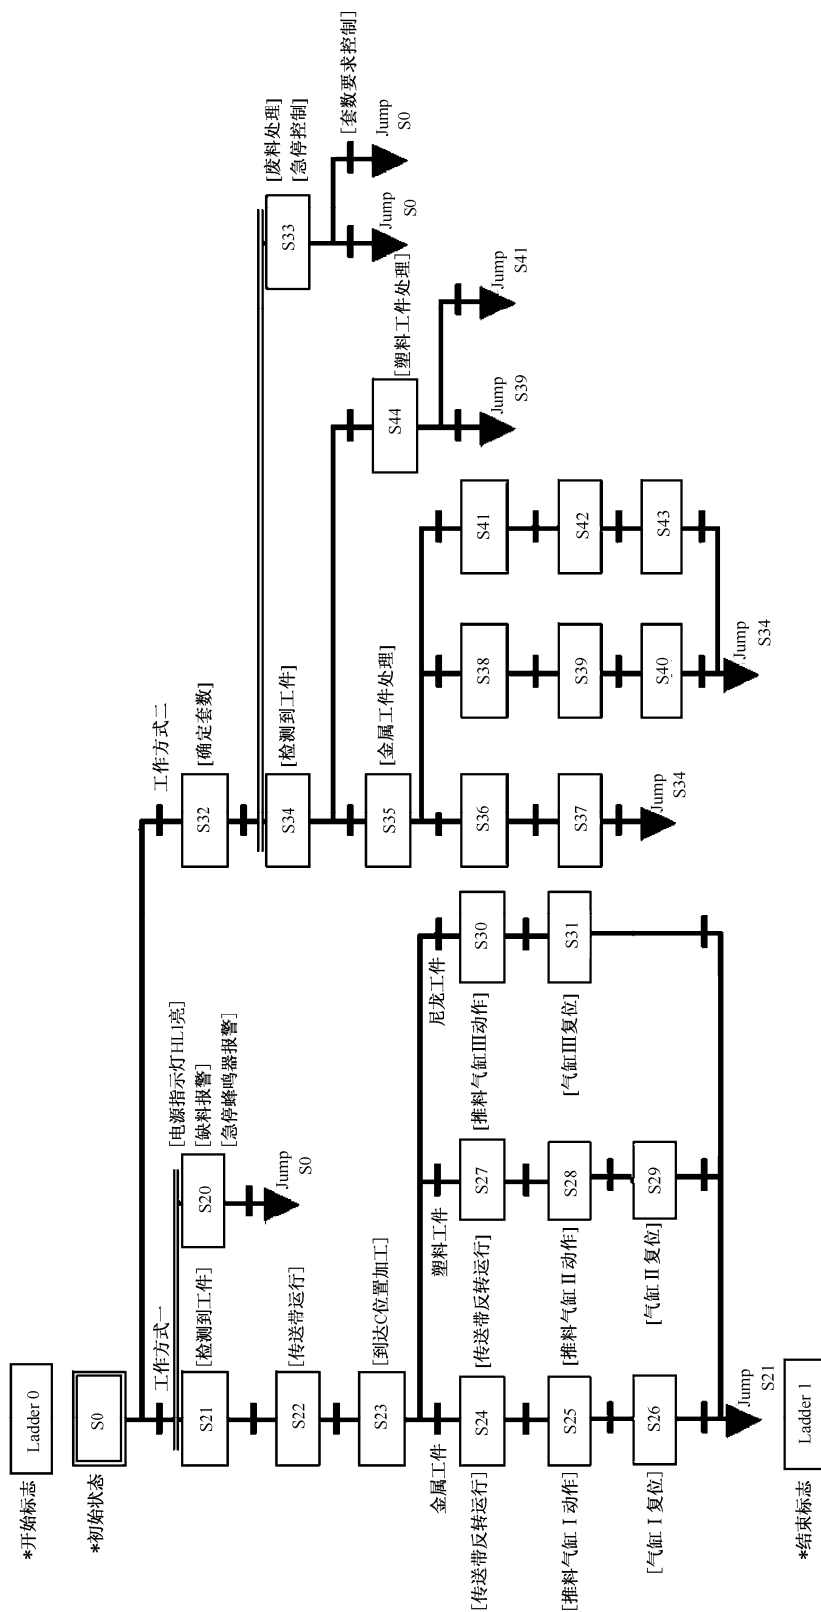 *开始标志
Ladder 0
*初始状态
S0
工作方式一
工作方式二
S21
[检测到工件]
S20
[电源指示灯HL1亮]
[缺料报警]
[急停蜂鸣器报警]
Jump
S0
S22
[传送带运行]
S23
[到达C位置加工]
金属工件
塑料工件
尼龙工件
[传送带反转运行]
S24
[传送带反转运行]
S27
[推料气缸Ⅲ动作]
S30
[推料气缸Ⅰ动作]
S25
[推料气缸Ⅱ动作]
S28
[气缸Ⅲ复位]
S31
[气缸Ⅰ复位]
S26
[气缸Ⅱ复位]
S29
Jump
S21
S32
[确定套数]
S34
[检测到工件]
S33
[废料处理]
[急停控制]
[套数要求控制]
Jump
S0
Jump
S0
S35
[金属工件处理]
S44
[塑料工件处理]
Jump
S39
Jump
S41
S36
S38
S41
S37
S39
S42
S40
S43
Jump
S34
Jump
S34
*结束标志
Ladder 1